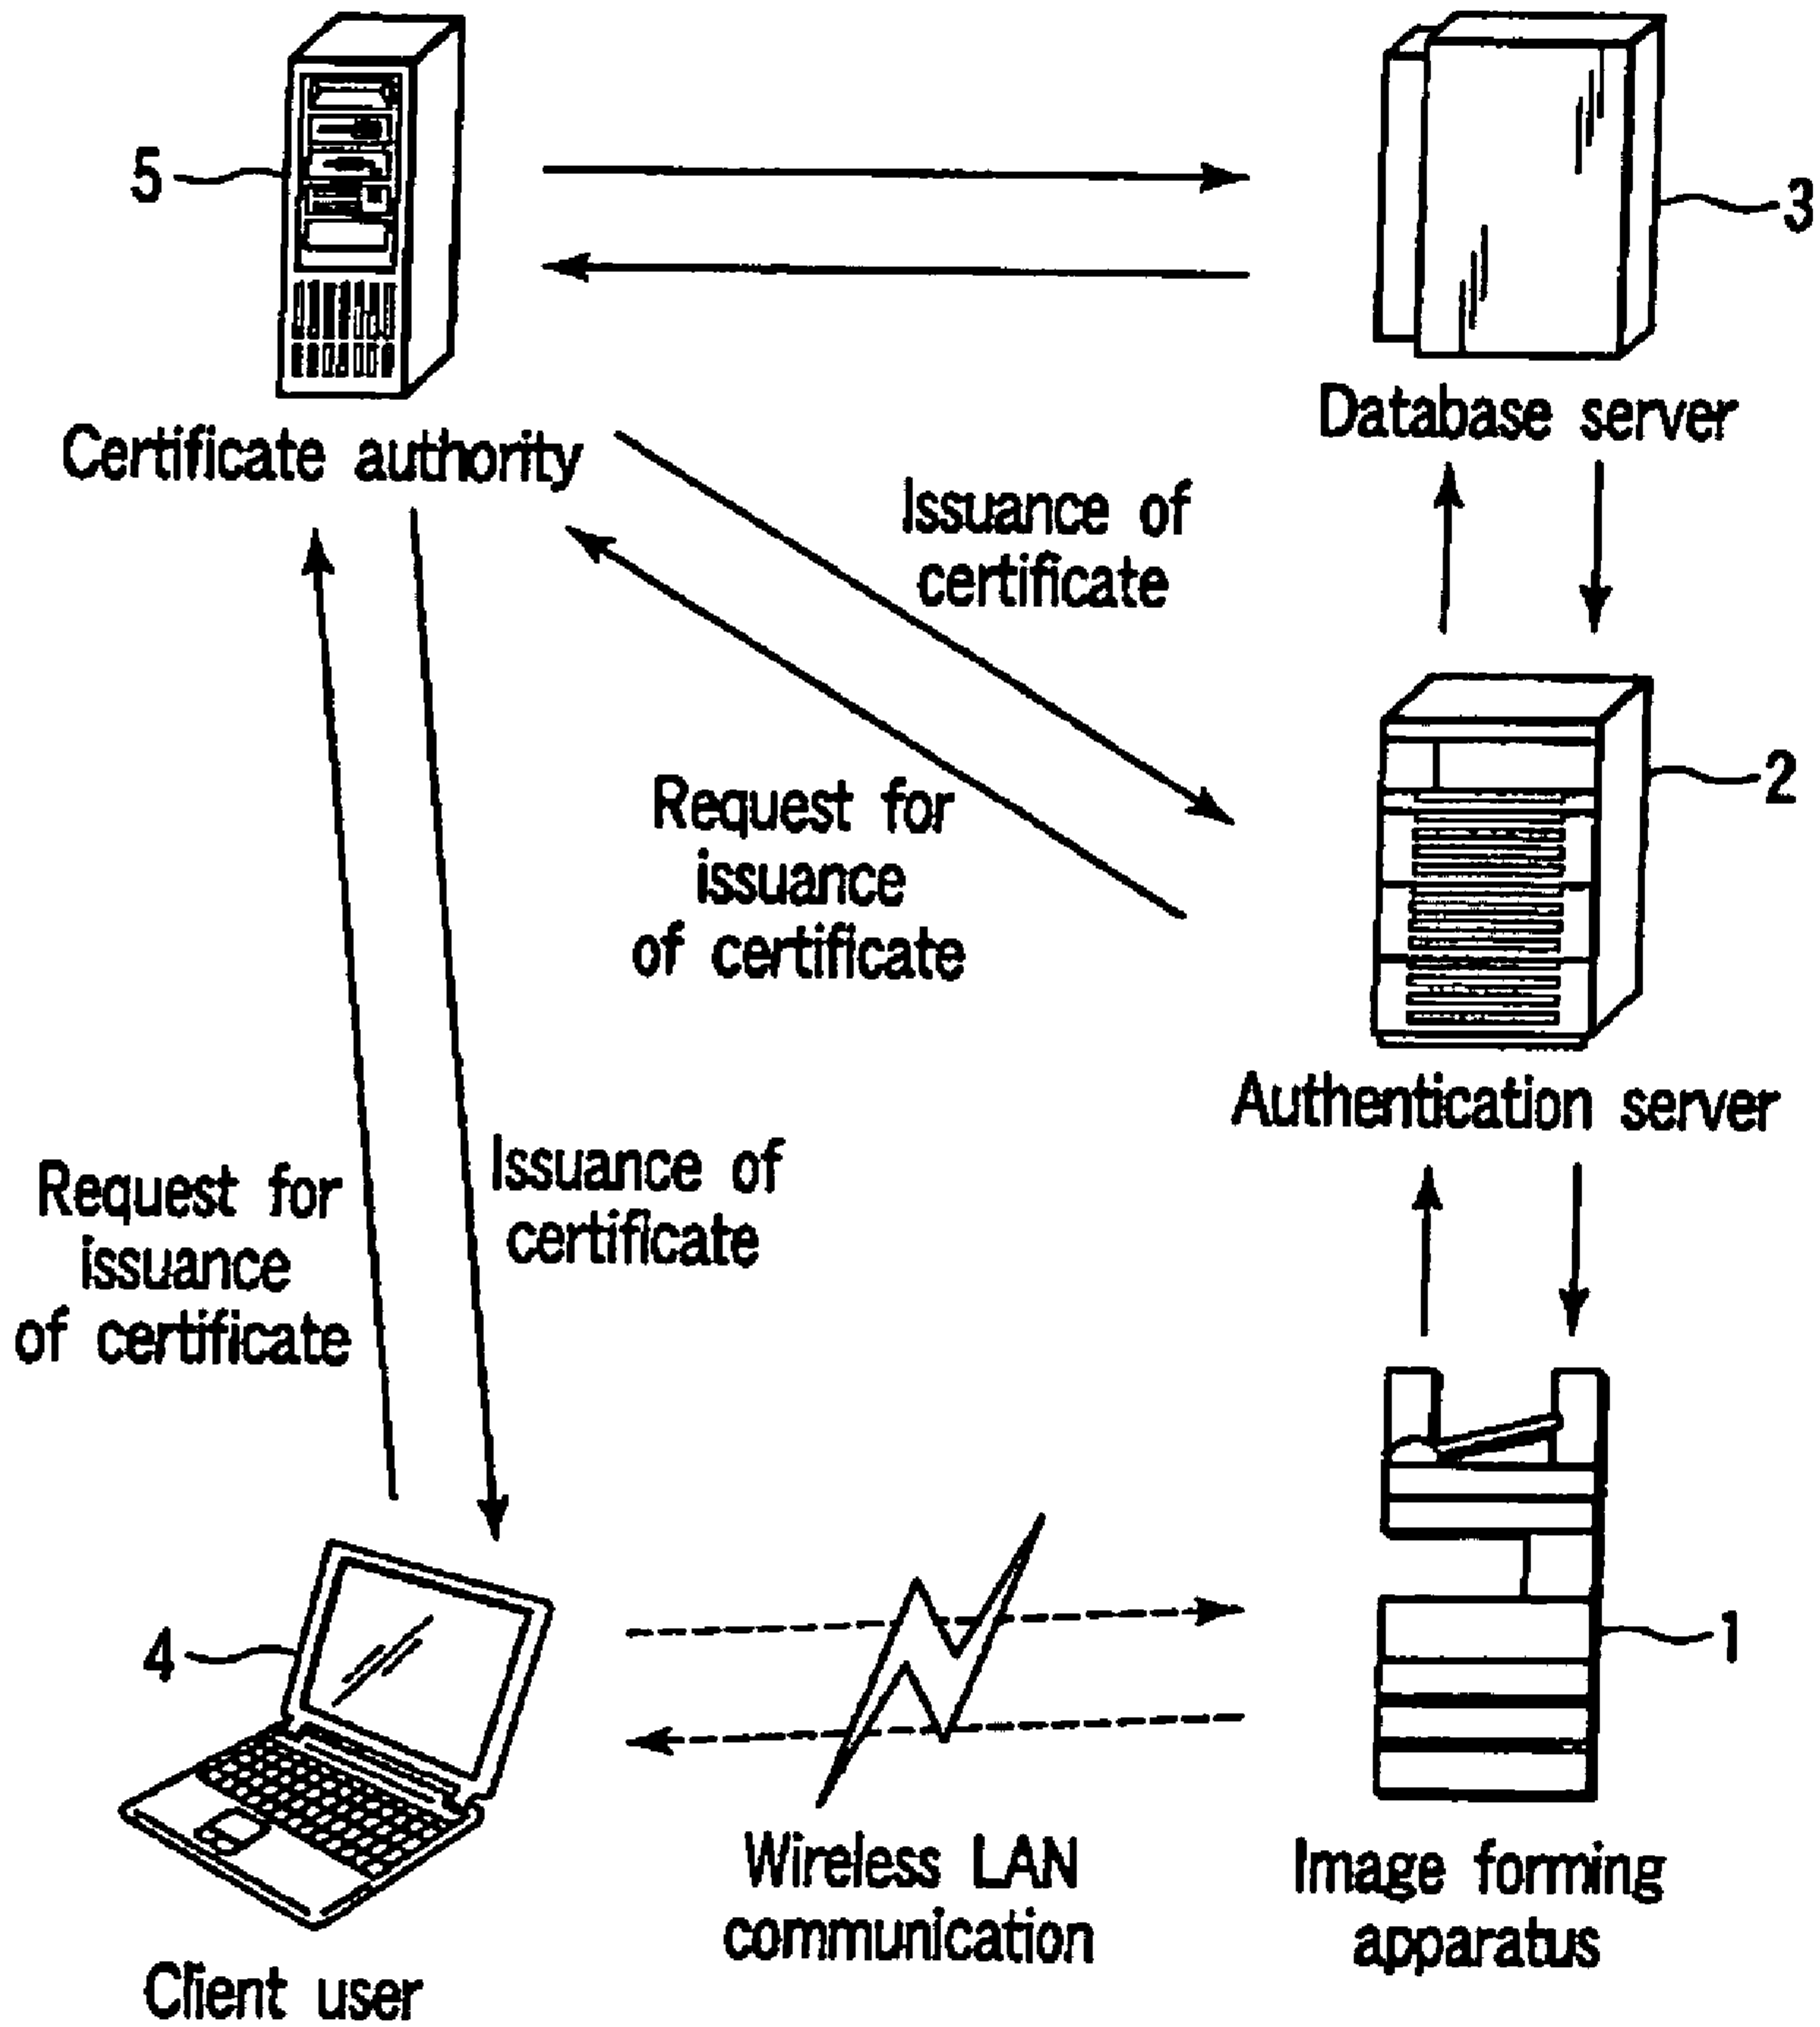 5
3
Database server
Certificate authority
Issuance of
certificate
2
Request for
issuance
of certificate
Authentication server
Issuance of
certificate
Request for
issuance
of certificate
4
1
Wireless LAN
communication
Image forming
apparatus
Client user